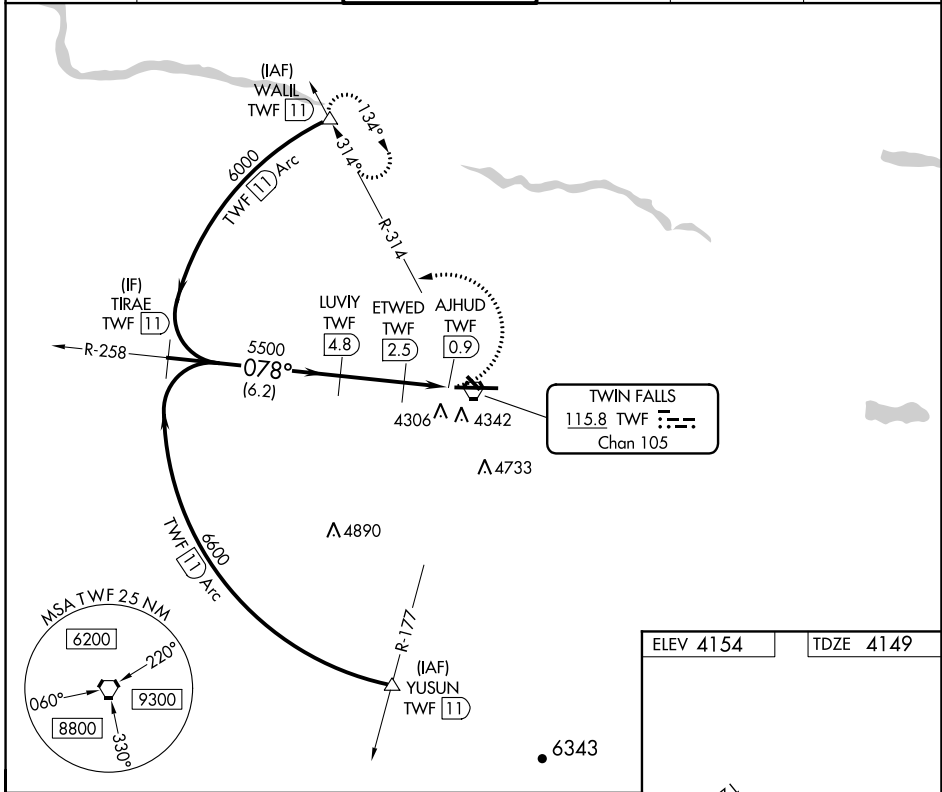 (IAF)
WALIL
TWF 11
134°
314°
6000
TWF 11 Arc
R-314
(IF)
TIRAE
TWF 11
R-258
5500
078°
(6.2)
LUVIY
TWF
4.8
ETWED
TWF
2.5
AJHUD
TWF
0.9
4306
4342
TWIN FALLS
115.8 TWF
Chan 105
4733
4890
6600
TWF 11 Arc
R-177
(IAF)
YUSUN
TWF 11
MSA TWF 25 NM
6200
220°
060°
9300
8800
330°
6343
ELEV 4154
TDZE 4149